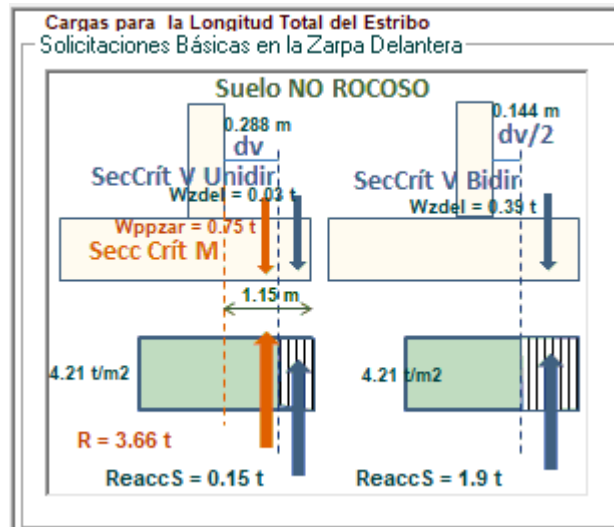 Cargas para la Longitud Total del Estribo
Solicitaciones Básicas en la Zarpa Delantera
Suelo NO ROCOSO
0.288 m
dv
SecCrít V Unidir
Wzdel = 0.03 t
Wppzar = 0.75 t
Secc Crít M
1.15 m
4.21 t/m2
R = 3.66 t
ReaccS = 0.15 t
0.144 m
dv/2
SecCrít V Bidir
Wzdel = 0.39 t
4.21 t/m2
ReaccS = 1.9 t